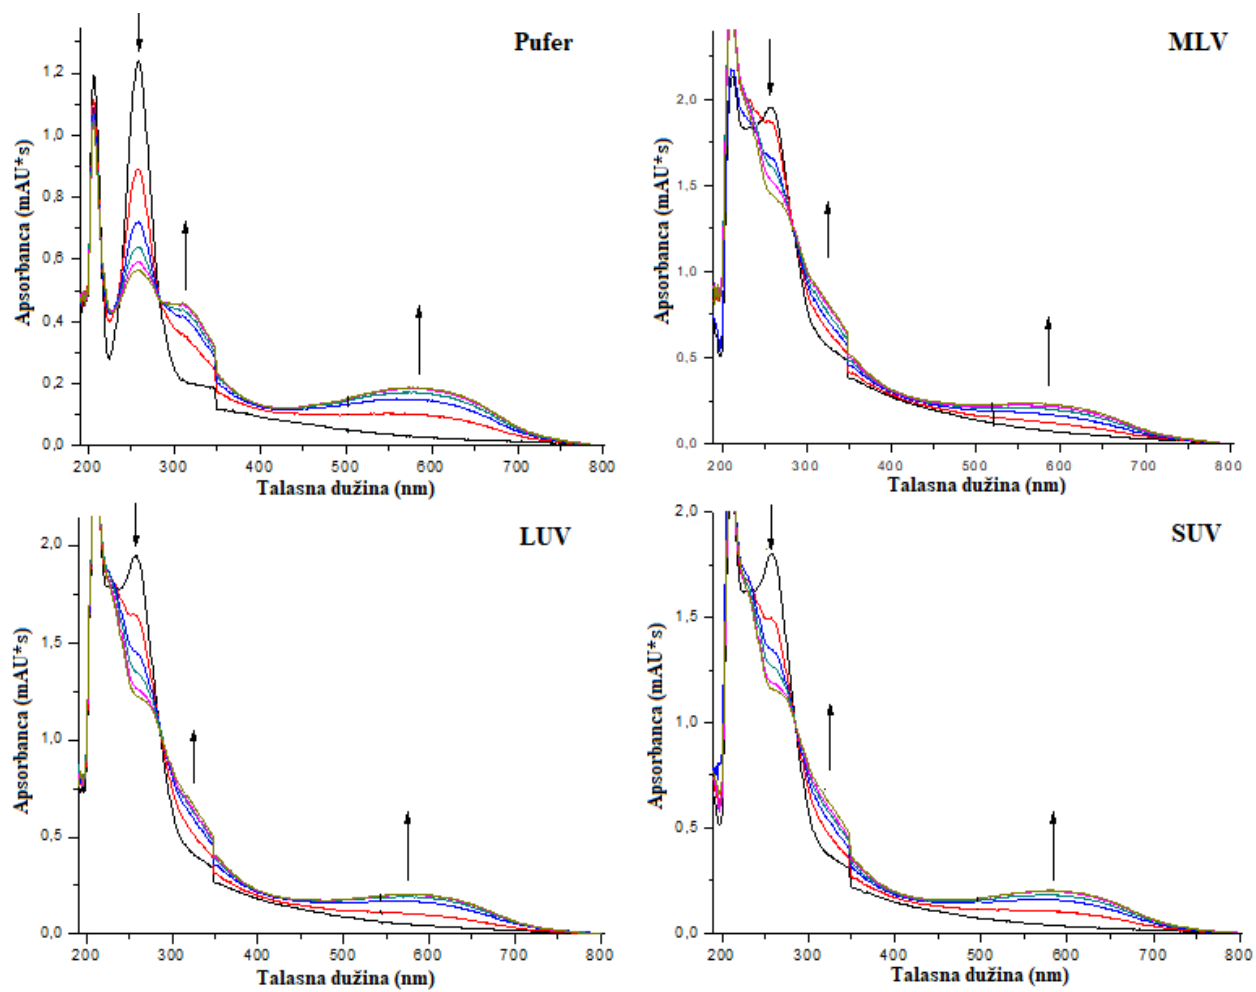 Pufer
Apsorbanca (mAU*s)
1,2
1,0
0,8
0,6
0,4
0,2
0,0
200 300 400 500 600 700 800
Talasna dužina (nm)
MLV
Apsorbanca (mAU*s)
2,0
1,5
1,0
0,5
0,0
200 300 400 500 600 700 800
Talasna dužina (nm)
LUV
Apsorbanca (mAU*s)
2,0
1,5
1,0
0,5
0,0
200 300 400 500 600 700 800
Talasna dužina (nm)
SUV
Apsorbanca (mAU*s)
2,0
1,5
1,0
0,5
0,0
200 300 400 500 600 700 800
Talasna dužina (nm)